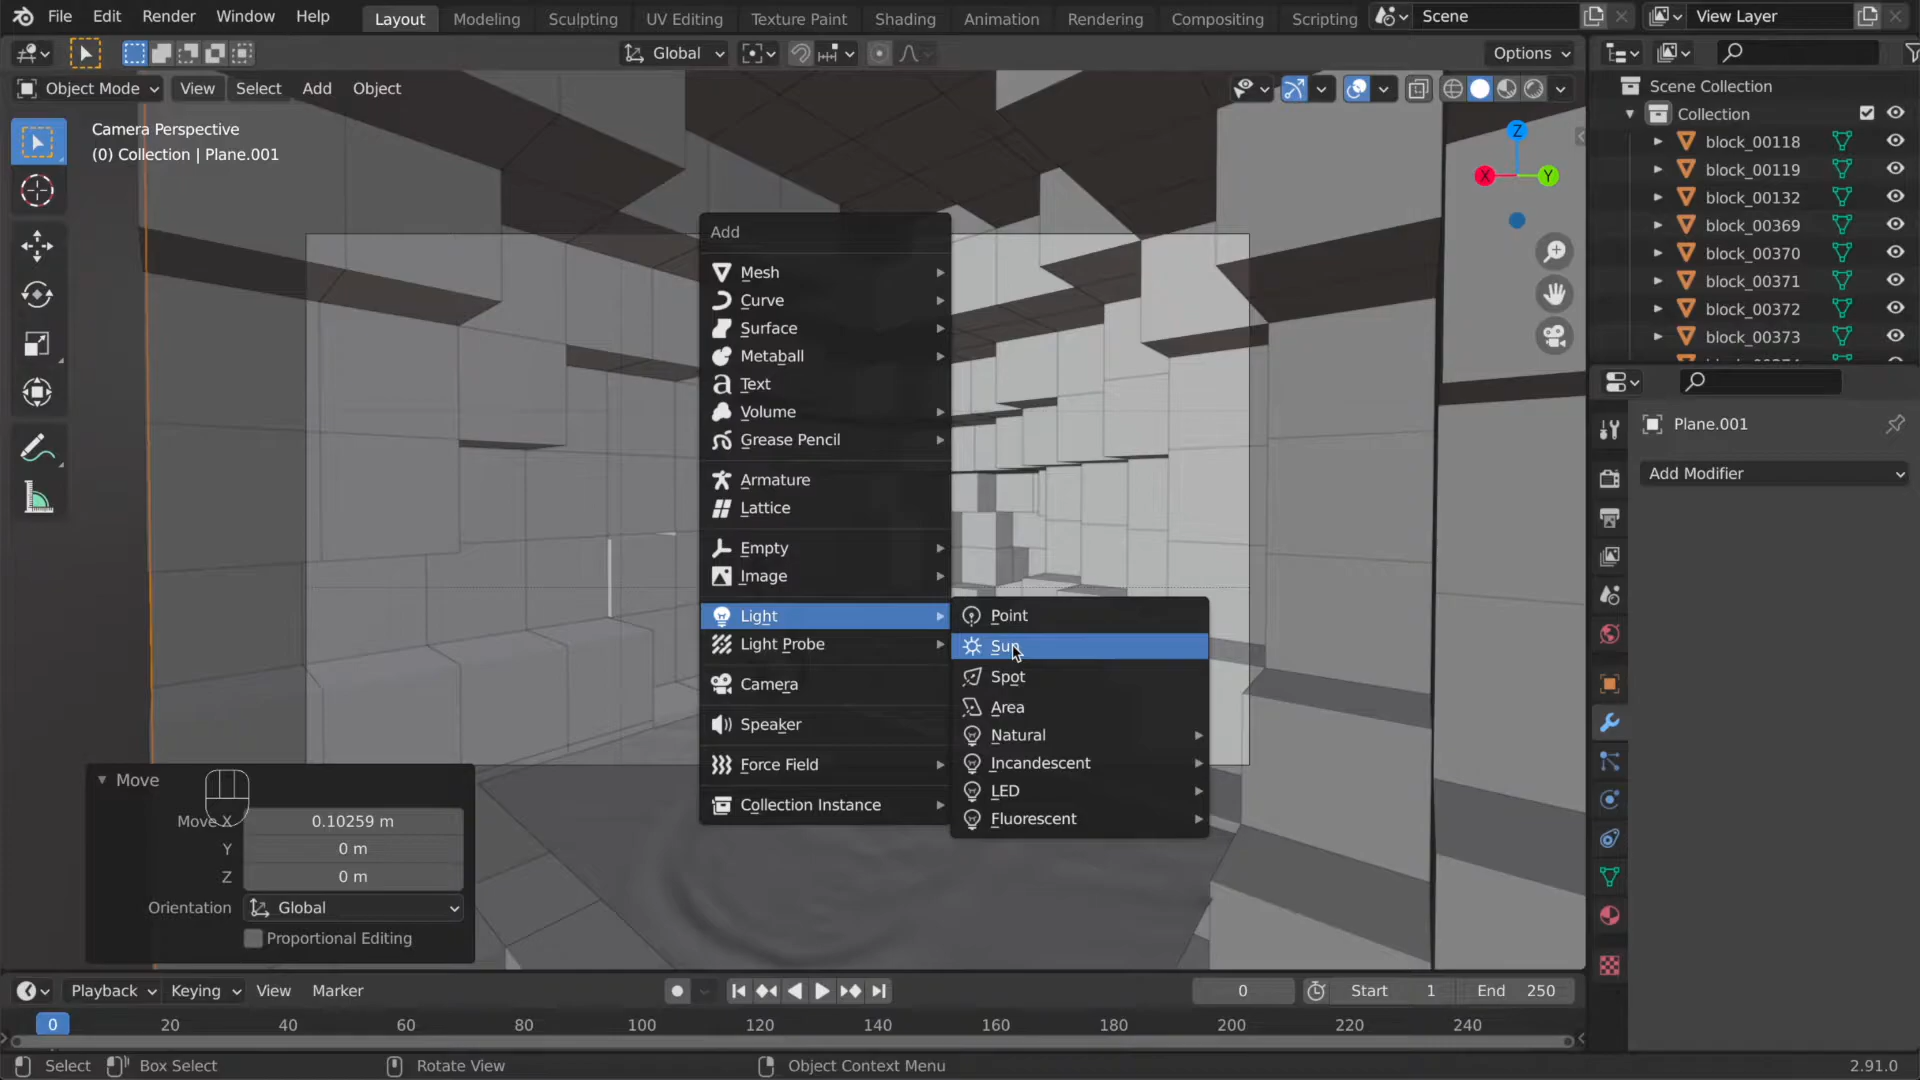 File Edit Render Window Help
Layout Modeling Sculpting UV Editing Texture Paint Shading Animation Rendering Compositing Scripting
Scene
View Layer
Global
Options
Object Mode View Select Add Object
Camera Perspective
(0) Collection | Plane.001
Z
X
Y
Add
Mesh
Curve
Surface
Metaball
Text
Volume
Grease Pencil
Armature
Lattice
Empty
Image
Light
Light Probe
Camera
Speaker
Force Field
Collection Instance
Point
Sun
Spot
Area
Natural
Incandescent
LED
Fluorescent
Move
Move X 0.10259 m
Y 0 m
Z 0 m
Orientation Global
Proportional Editing
Scene Collection
Collection
block_00118
block_00119
block_00132
block_00369
block_00370
block_00371
block_00372
block_00373
Plane.001
Add Modifier
Playback Keying View Marker
0 Start 1 End 250
0 20 40 60 80 100 120 140 160 180 200 220 240
Select Box Select Rotate View Object Context Menu 2.91.0